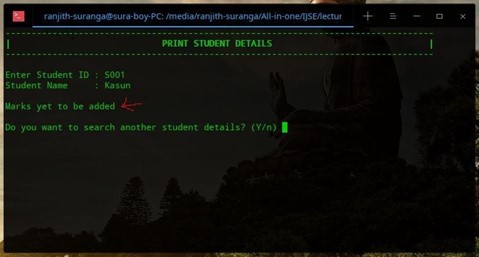 ranjith-suranga@sura-boy-PC: /media/ranjith-suranga/All-in-one/IJSE/lectur
--------------------------------------------------------------------------------
| PRINT STUDENT DETAILS |
--------------------------------------------------------------------------------
Enter Student ID : S001
Student Name : Kasun
Marks yet to be added
Do you want to search another student details? (Y/n)